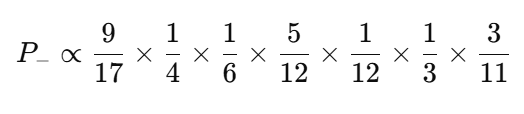 P₋ ∝ 9/17 × 1/4 × 1/6 × 5/12 × 1/12 × 1/3 × 3/11